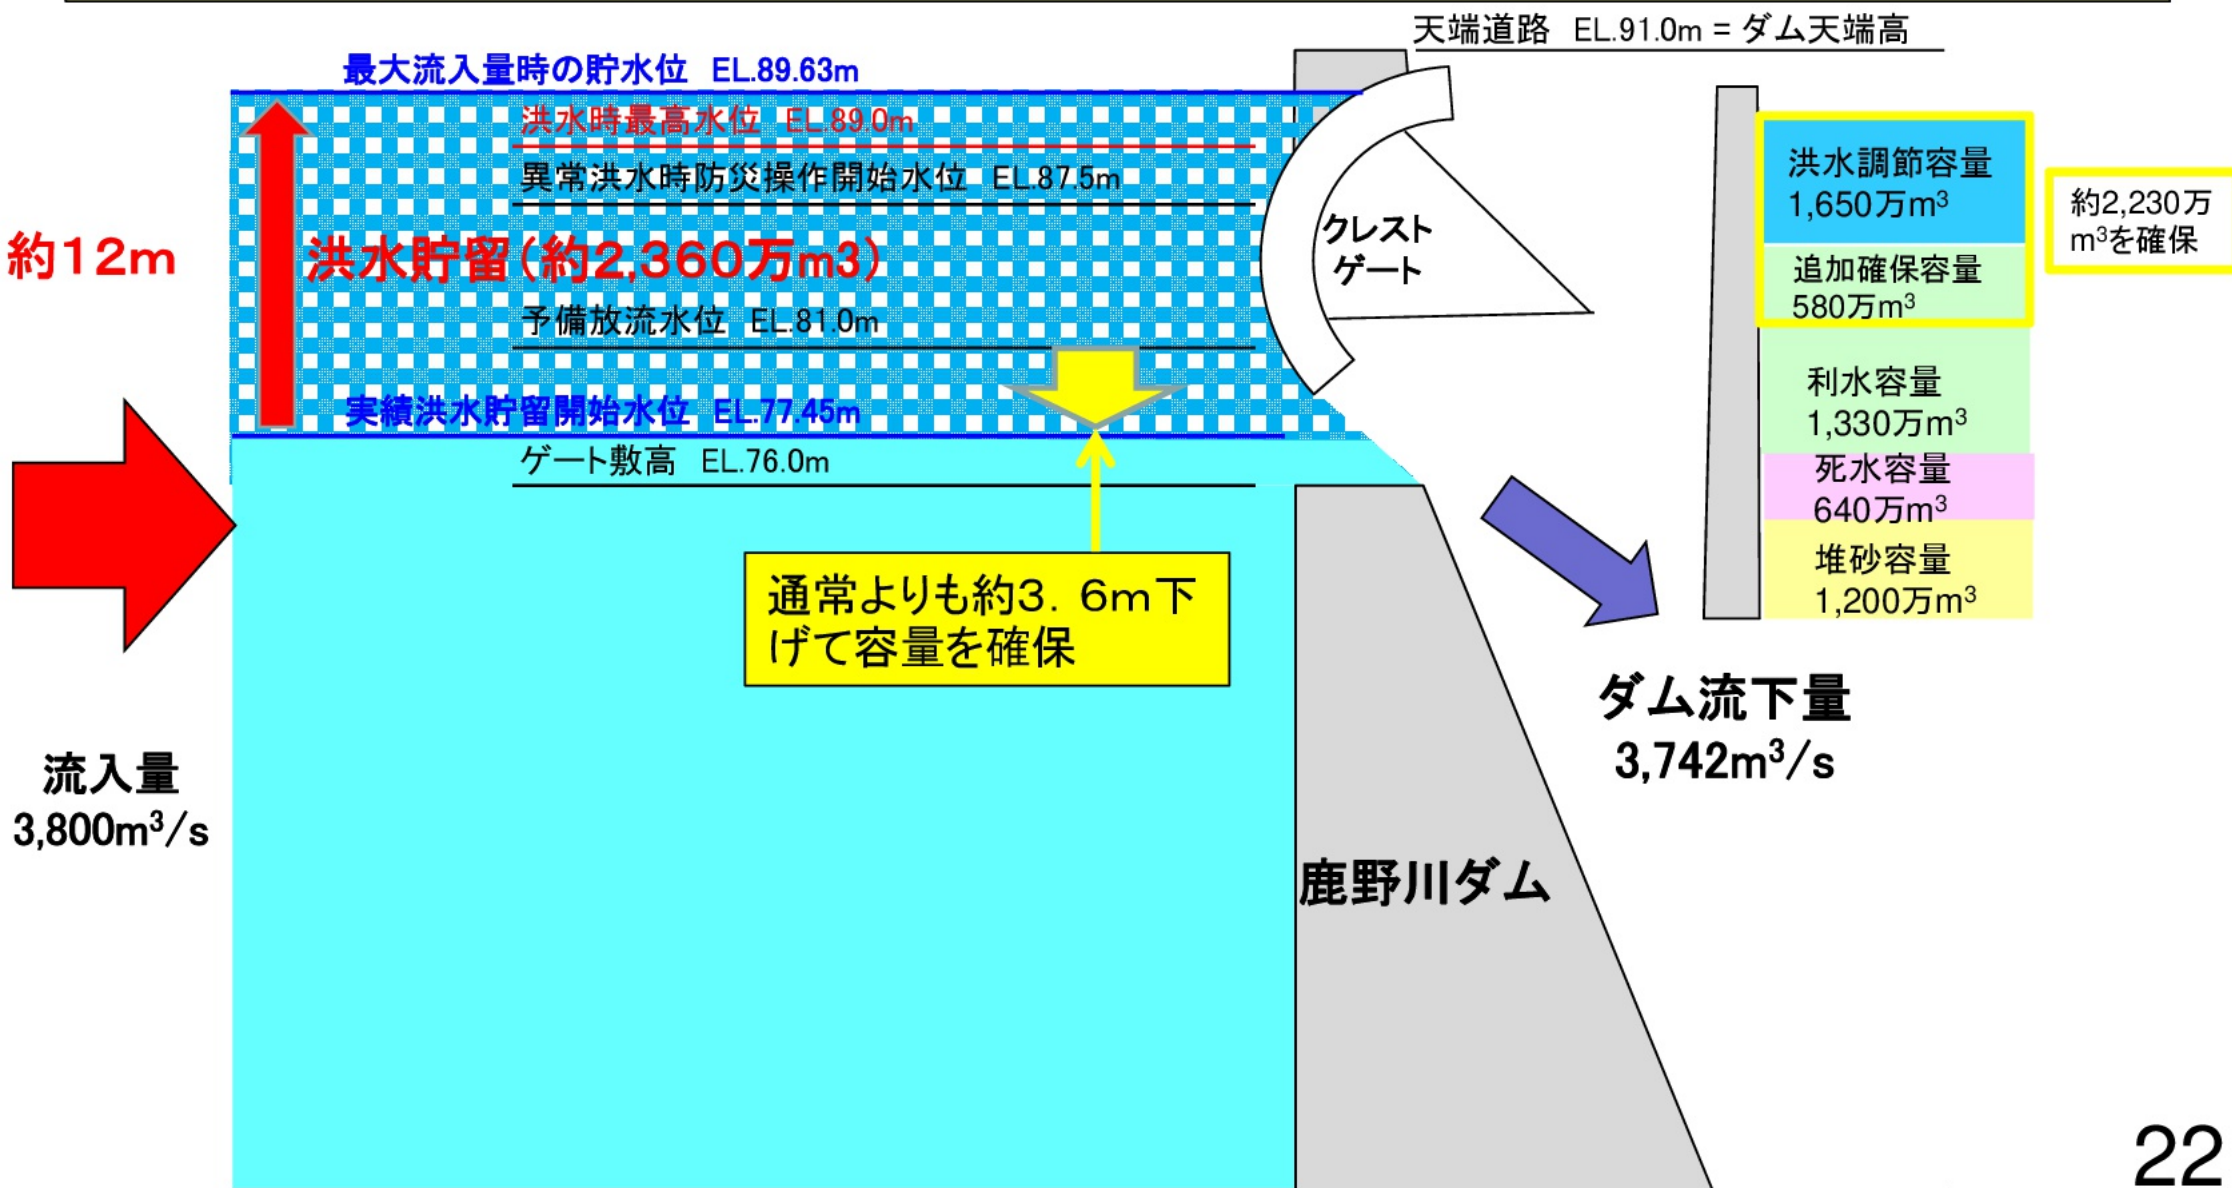 天端道路 EL.91.0m = ダム天端高
最大流入量時の貯水位 EL.89.63m
洪水時最高水位 EL.89.0m
異常洪水時防災操作開始水位 EL.87.5m
約12m
洪水貯留(約2,360万m3)
予備放流水位 EL.81.0m
実績洪水貯留開始水位 EL.77.45m
ゲート敷高 EL.76.0m
クレスト
ゲート
洪水調節容量
1,650万m³
追加確保容量
580万m³
約2,230万
m³を確保
利水容量
1,330万m³
死水容量
640万m³
堆砂容量
1,200万m³
通常よりも約3.6m下
げて容量を確保
ダム流下量
3,742m³/s
流入量
3,800m³/s
鹿野川ダム
22